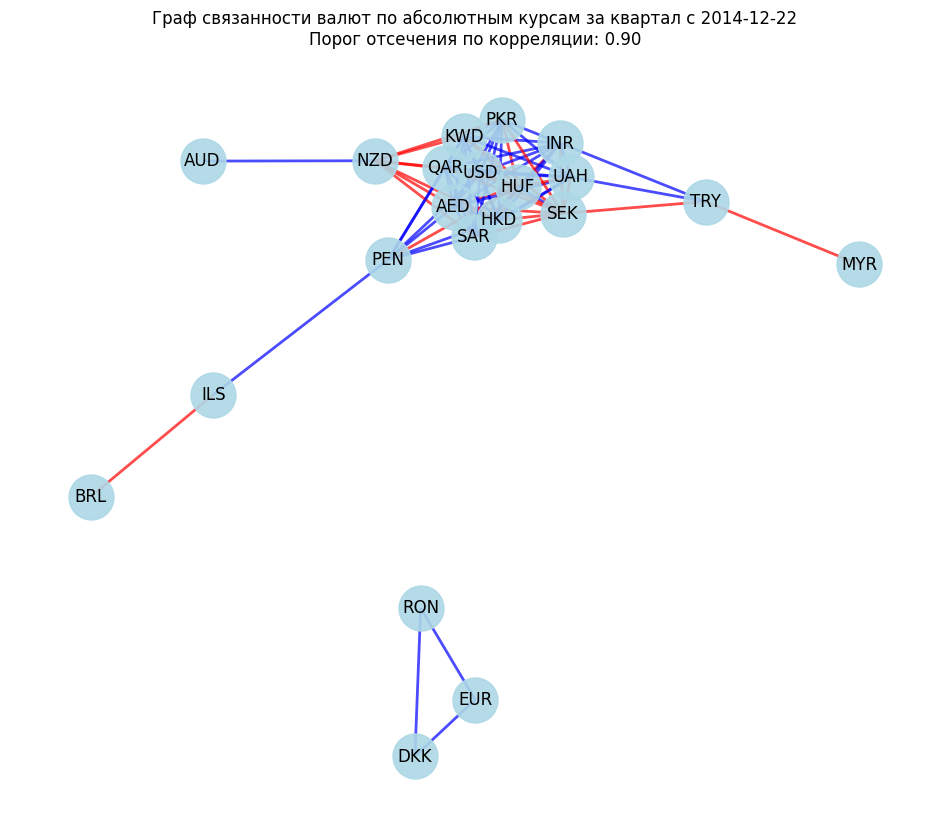 Граф связанности валют по абсолютным курсам за квартал с 2014-12-22
Порог отсечения по корреляции: 0.90
PKR
KWD
INR
AUD
NZD
QAR
USD
UAH
HUF
AED
TRY
HKD
SEK
SAR
PEN
MYR
ILS
BRL
RON
EUR
DKK